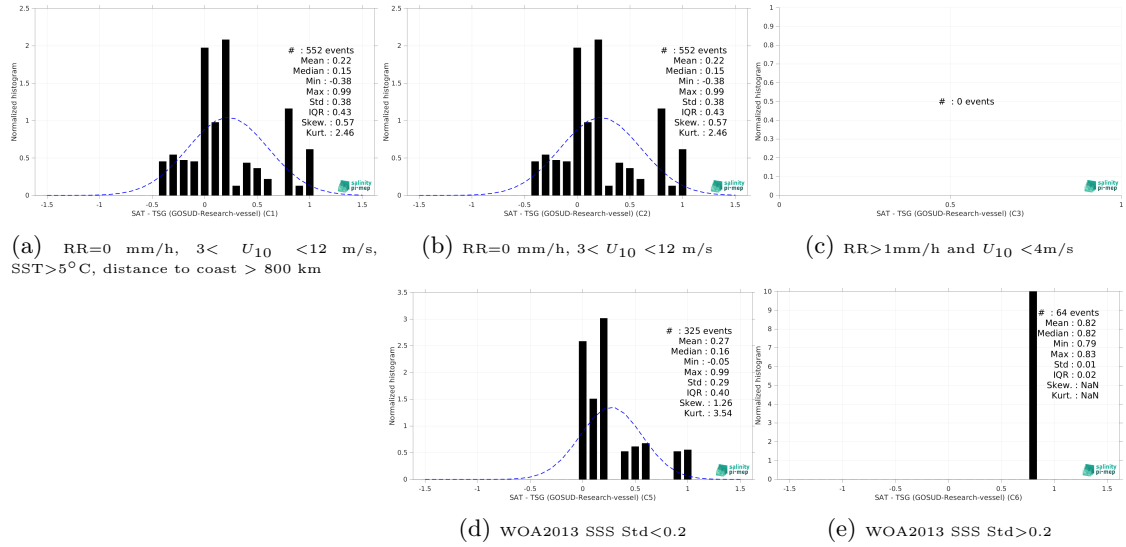 2.5
2
1.5
1
0.5
0
-1.5 -1 -0.5 0 0.5 1 1.5
Normalized histogram
SAT - TSG (GOSUD-Research-vessel) (C1)
# : 552 events
Mean : 0.22
Median : 0.15
Min : -0.38
Max : 0.99
Std : 0.38
IQR : 0.43
Skew. : 0.57
Kurt. : 2.46
salinity
pi-mep
(a) RR=0 mm/h, 3< U10 <12 m/s,
SST>5°C, distance to coast > 800 km
2.5
2
1.5
1
0.5
0
-1.5 -1 -0.5 0 0.5 1 1.5
Normalized histogram
SAT - TSG (GOSUD-Research-vessel) (C2)
# : 552 events
Mean : 0.22
Median : 0.15
Min : -0.38
Max : 0.99
Std : 0.38
IQR : 0.43
Skew. : 0.57
Kurt. : 2.46
salinity
pi-mep
(b) RR=0 mm/h, 3< U10 <12 m/s
1
0.9
0.8
0.7
0.6
0.5
0.4
0.3
0.2
0.1
0
0 0.5 1
Normalized histogram
SAT - TSG (GOSUD-Research-vessel) (C3)
# : 0 events
salinity
pi-mep
(c) RR>1mm/h and U10 <4m/s
3.5
3
2.5
2
1.5
1
0.5
0
-1.5 -1 -0.5 0 0.5 1 1.5
Normalized histogram
SAT - TSG (GOSUD-Research-vessel) (C5)
# : 325 events
Mean : 0.27
Median : 0.16
Min : -0.05
Max : 0.99
Std : 0.29
IQR : 0.40
Skew. : 1.26
Kurt. : 3.54
salinity
pi-mep
(d) WOA2013 SSS Std<0.2
10
9
8
7
6
5
4
3
2
1
0
-1.5 -1 -0.5 0 0.5 1 1.5
Normalized histogram
SAT - TSG (GOSUD-Research-vessel) (C6)
# : 64 events
Mean : 0.82
Median : 0.82
Min : 0.79
Max : 0.83
Std : 0.01
IQR : 0.02
Skew. : NaN
Kurt. : NaN
salinity
pi-mep
(e) WOA2013 SSS Std>0.2